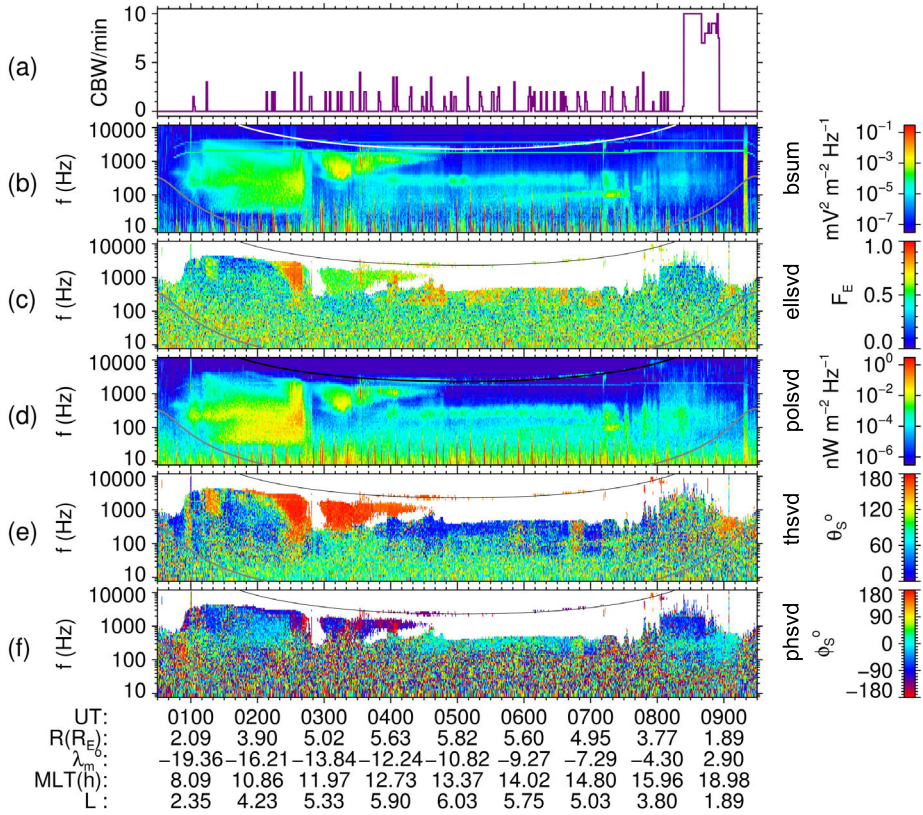 (a)
CBW/min
10
5
0
(b)
f (Hz)
10000
1000
100
10
bsum
mV² m⁻² Hz⁻¹
10⁻¹
10⁻³
10⁻⁵
10⁻⁷
(c)
f (Hz)
10000
1000
100
10
ellsvd
F_E
1.0
0.5
0.0
(d)
f (Hz)
10000
1000
100
10
polsvd
nW m⁻² Hz⁻¹
10⁰
10⁻²
10⁻⁴
10⁻⁶
(e)
f (Hz)
10000
1000
100
10
thsvd
θ_S°
180
120
60
0
(f)
f (Hz)
10000
1000
100
10
phsvd
ϕ_S°
180
90
0
−90
−180
UT: 0100 0200 0300 0400 0500 0600 0700 0800 0900
R(R_E): 2.09 3.90 5.02 5.63 5.82 5.60 4.95 3.77 1.89
λ_m°: −19.36 −16.21 −13.84 −12.24 −10.82 −9.27 −7.29 −4.30 2.90
MLT(h) 8.09 10.86 11.97 12.73 13.37 14.02 14.80 15.96 18.98
L : 2.35 4.23 5.33 5.90 6.03 5.75 5.03 3.80 1.89